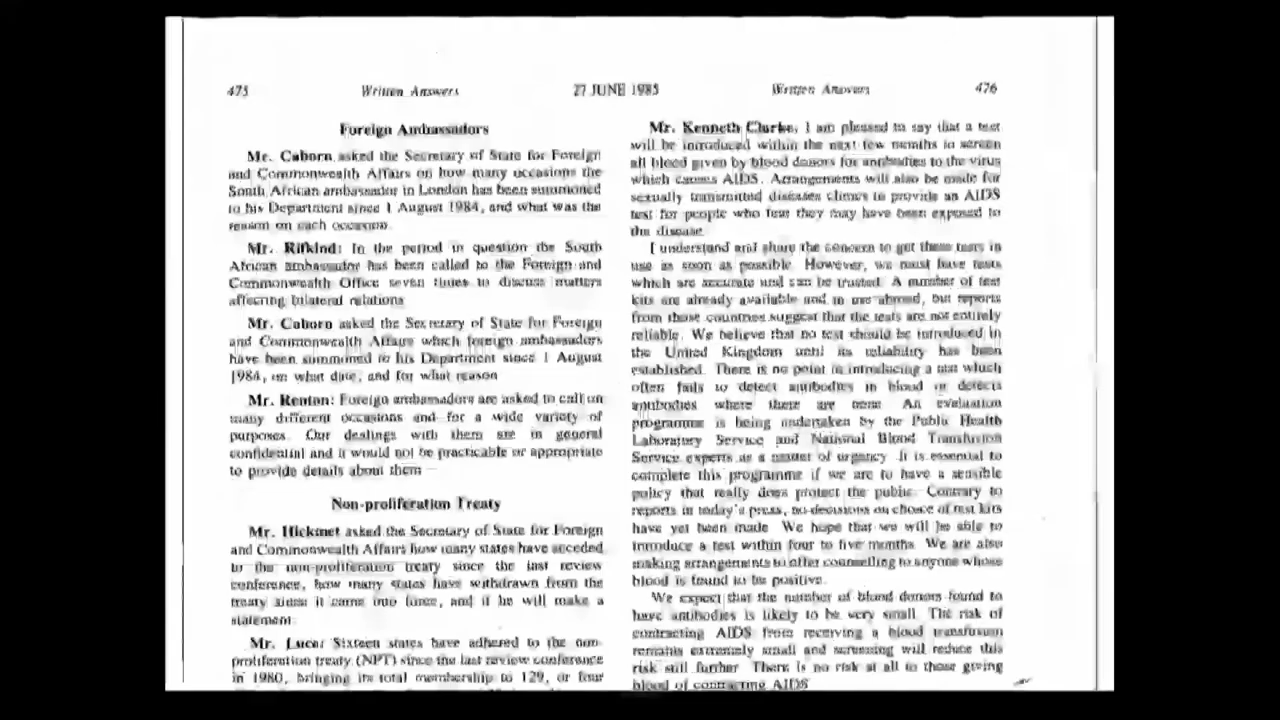 475
Written Answers
27 JUNE 1985
Written Answers
476
Foreign Ambassadors
Mr. Caborn asked the Secretary of State for Foreign
and Commonwealth Affairs on how many occasions the
South African ambassador in London has been summoned
to his Department since 1 August 1984, and what was the
reason on each occasion.
Mr. Rifkind: In the period in question the South
African ambassador has been called to the Foreign and
Commonwealth Office seven times to discuss matters
affecting bilateral relations
Mr. Caborn asked the Secretary of State for Foreign
and Commonwealth Affairs which foreign ambassadors
have been summoned to his Department since 1 August
1984, on what date, and for what reason
Mr. Renton: Foreign ambassadors are asked to call on
many different occasions and for a wide variety of
purposes. Our dealings with them are in general
confidential and it would not be practicable or appropriate
to provide details about them
Non-proliferation Treaty
Mr. Hickmet asked the Secretary of State for Foreign
and Commonwealth Affairs how many states have acceded
to the non-proliferation treaty since the last review
conference, how many states have withdrawn from the
treaty since it came into force, and if he will make a
statement
Mr. Luce: Sixteen states have adhered to the non-
proliferation treaty (NPT) since the last review conference
in 1980, bringing its total membership to 129, or four
Mr. Kenneth Clarke: I am pleased to say that a test
will be introduced within the next few months to screen
all blood given by blood donors for antibodies to the virus
which causes AIDS. Arrangements will also be made for
sexually transmitted diseases clinics to provide an AIDS
test for people who fear they may have been exposed to
the disease
I understand and share the concern to get these tests in
use as soon as possible. However, we must have tests
which are accurate and can be trusted. A number of test
kits are already available and in use abroad, but reports
from those countries suggest that the tests are not entirely
reliable. We believe that no test should be introduced in
the United Kingdom until its reliability has been
established. There is no point in introducing a test which
often fails to detect antibodies in blood or detects
antibodies where there are none. An evaluation
programme is being undertaken by the Public Health
Laboratory Service and National Blood Transfusion
Service experts as a matter of urgency. It is essential to
complete this programme if we are to have a sensible
policy that really does protect the public. Contrary to
reports in today's press, no decisions on choice of test kits
have yet been made. We hope that we will be able to
introduce a test within four to five months. We are also
making arrangements to offer counselling to anyone whose
blood is found to be positive.
We expect that the number of blood donors found to
have antibodies is likely to be very small. The risk of
contracting AIDS from receiving a blood transfusion
remains extremely small and screening will reduce this
risk still further. There is no risk at all to those giving
blood of contracting AIDS